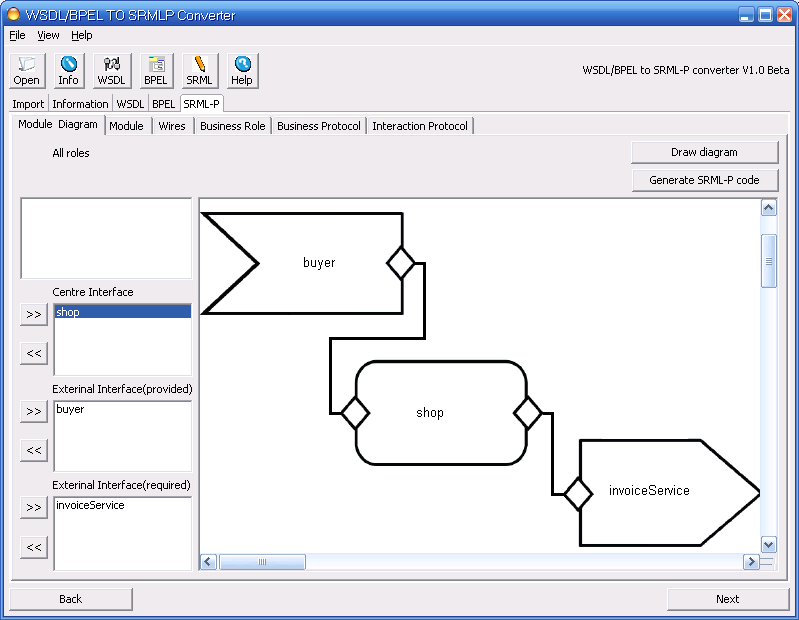 WSDL/BPEL TO SRMLP Converter
File View Help
Open Info WSDL BPEL SRML Help
WSDL/BPEL to SRML-P converter V1.0 Beta
Import Information WSDL BPEL SRML-P
Module Diagram Module Wires Business Role Business Protocol Interaction Protocol
All roles
Draw diagram
Generate SRML-P code
buyer
Centre Interface
>>
shop
<<
Exterinal Interface(provided)
>>
buyer
<<
shop
Exterinal Interface(required)
>>
invoiceService
<<
invoiceService
Back
Next